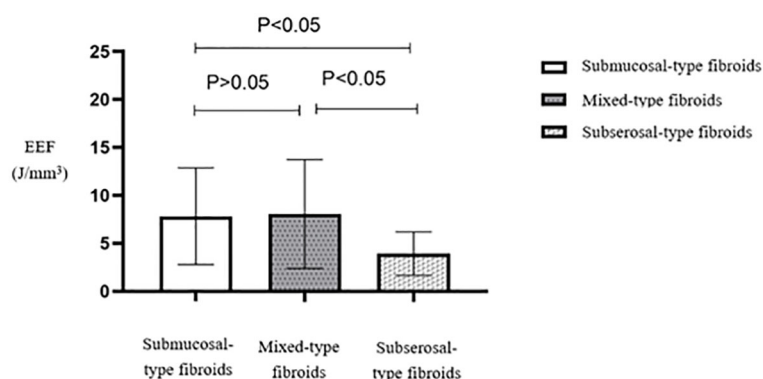 P<0.05
P>0.05
P<0.05
25
20
15
10
5
0
EEF
(J/mm³)
Submucosal-
type fibroids
Mixed-type
fibroids
Subserosal-
type fibroids
Submucosal-type fibroids
Mixed-type fibroids
Subserosal-type fibroids